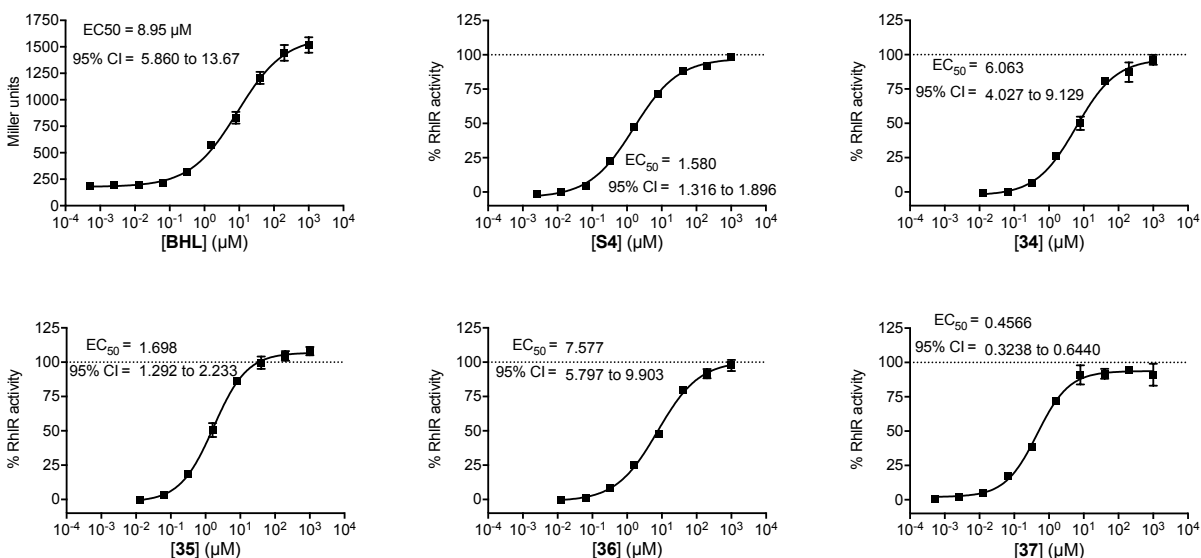 1750
1500
1250
1000
750
500
250
0
Miller units
EC50 = 8.95 µM
95% CI = 5.860 to 13.67
10⁻⁴ 10⁻³ 10⁻² 10⁻¹ 10⁰ 10¹ 10² 10³ 10⁴
[BHL] (µM)
125
100
75
50
25
0
% RhlR activity
EC₅₀ = 1.580
95% CI = 1.316 to 1.896
10⁻⁴ 10⁻³ 10⁻² 10⁻¹ 10⁰ 10¹ 10² 10³ 10⁴
[S4] (µM)
125
100
75
50
25
0
% RhlR activity
EC₅₀ = 6.063
95% CI = 4.027 to 9.129
10⁻⁴ 10⁻³ 10⁻² 10⁻¹ 10⁰ 10¹ 10² 10³ 10⁴
[34] (µM)
125
100
75
50
25
0
% RhlR activity
EC₅₀ = 1.698
95% CI = 1.292 to 2.233
10⁻⁴ 10⁻³ 10⁻² 10⁻¹ 10⁰ 10¹ 10² 10³ 10⁴
[35] (µM)
125
100
75
50
25
0
% RhlR activity
EC₅₀ = 7.577
95% CI = 5.797 to 9.903
10⁻⁴ 10⁻³ 10⁻² 10⁻¹ 10⁰ 10¹ 10² 10³ 10⁴
[36] (µM)
125
100
75
50
25
0
% RhlR activity
EC₅₀ = 0.4566
95% CI = 0.3238 to 0.6440
10⁻⁴ 10⁻³ 10⁻² 10⁻¹ 10⁰ 10¹ 10² 10³ 10⁴
[37] (µM)